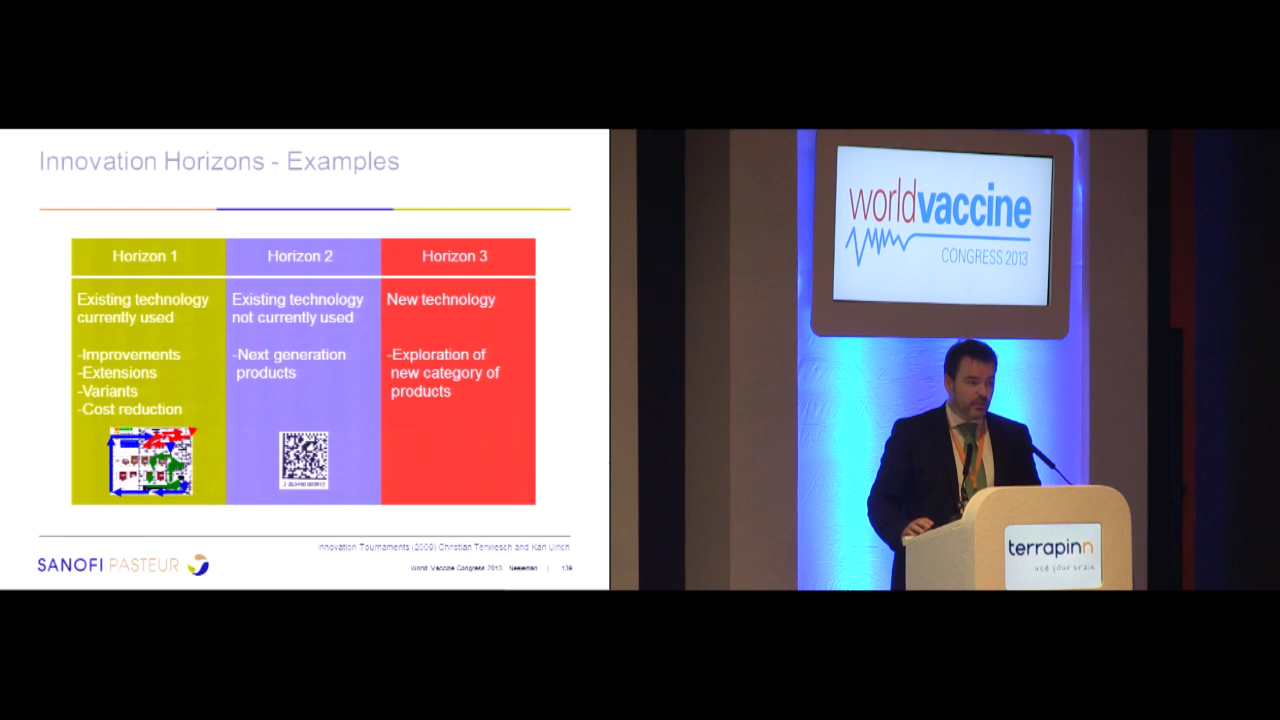 Innovation Horizons - Examples
Horizon 1
Existing technology
currently used
-Improvements
-Extensions
-Variants
-Cost reduction
Horizon 2
Existing technology
not currently used
-Next generation
products
Horizon 3
New technology
-Exploration of
new category of
products
Innovation Tournaments (2009) Christian Terwiesch and Karl Ulrich
SANOFI PASTEUR
World Vaccine Congress 2013
worldvaccine
CONGRESS 2013
terrapinn
use your brain